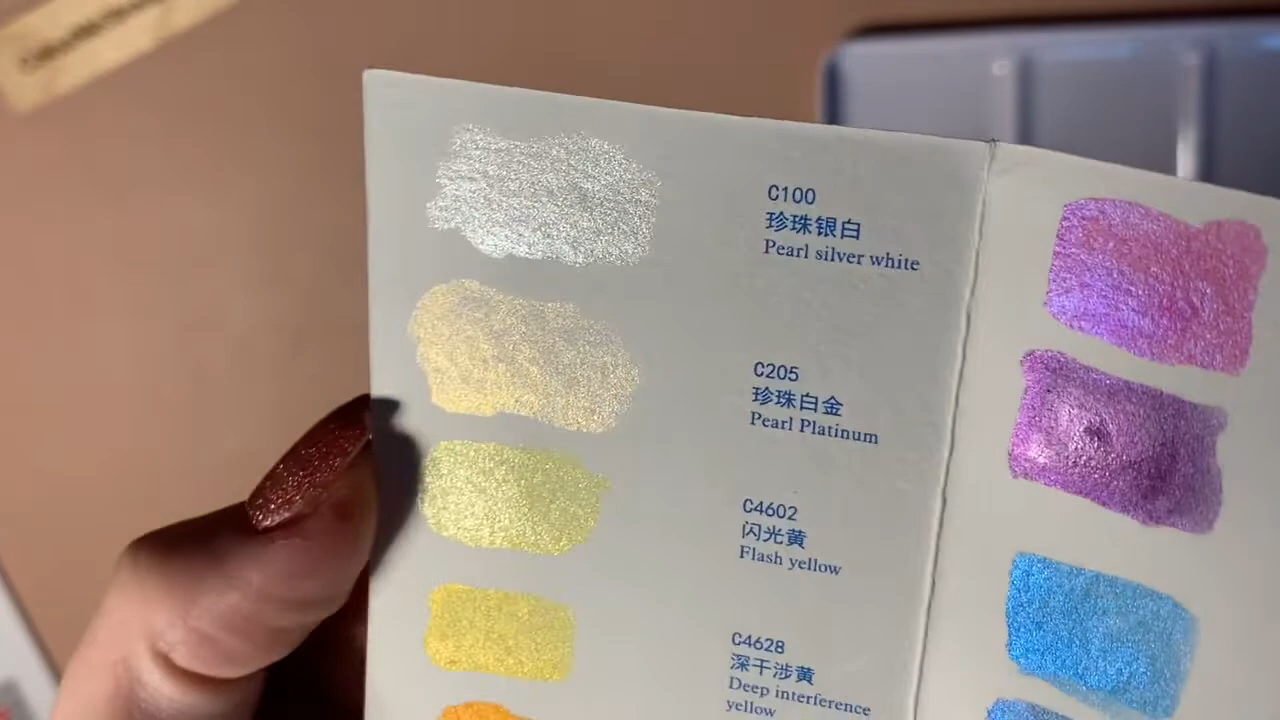 C100
珍珠银白
Pearl silver white
C205
珍珠白金
Pearl Platinum
C4602
闪光黄
Flash yellow
C4628
深干涉黄
Deep interference
yellow